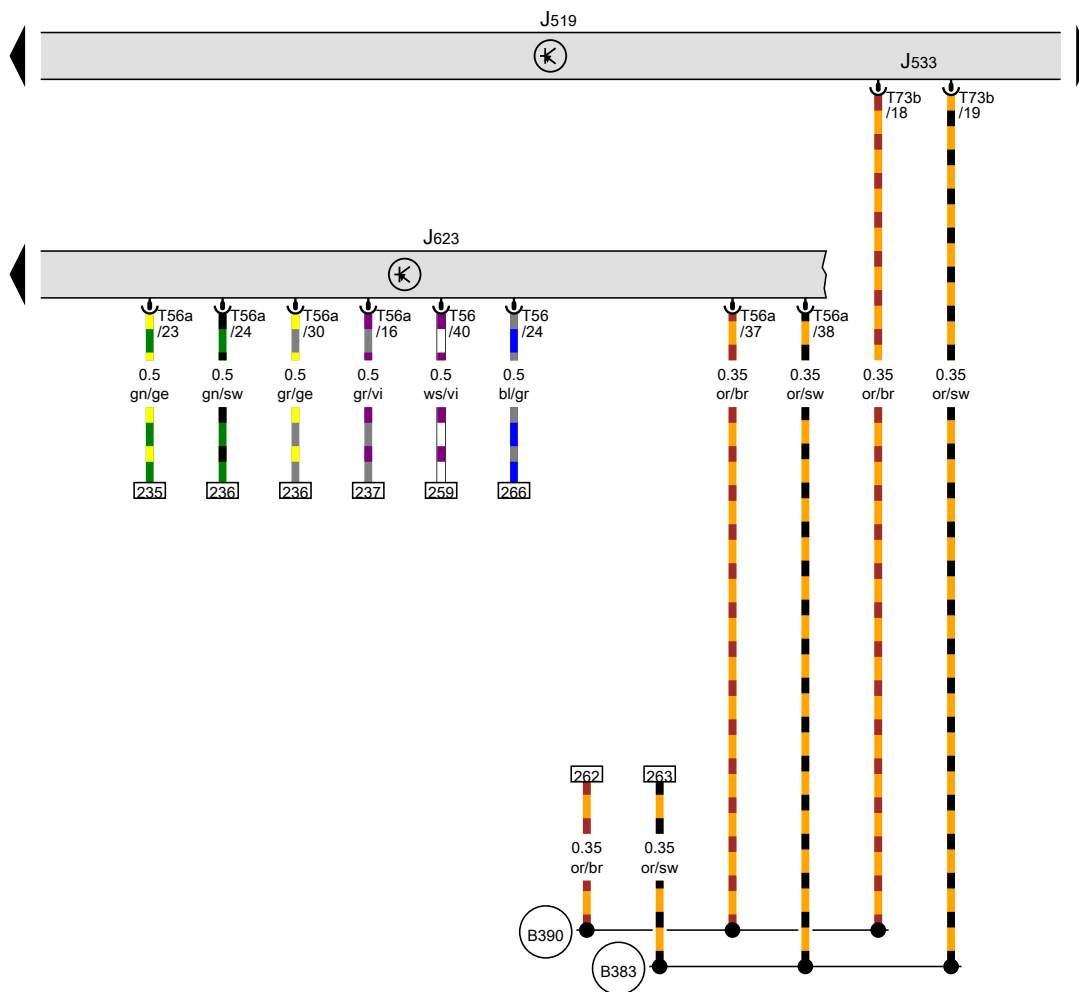 J519
J533
T73b
/18
T73b
/19
J623
T56a
/23
T56a
/24
T56a
/30
T56a
/16
T56
/40
T56
/24
T56a
/37
T56a
/38
0.5
gn/ge
0.5
gn/sw
0.5
gr/ge
0.5
gr/vi
0.5
ws/vi
0.5
bl/gr
0.35
or/br
0.35
or/sw
0.35
or/br
0.35
or/sw
235
236
236
237
259
266
262
263
0.35
or/br
0.35
or/sw
B390
B383